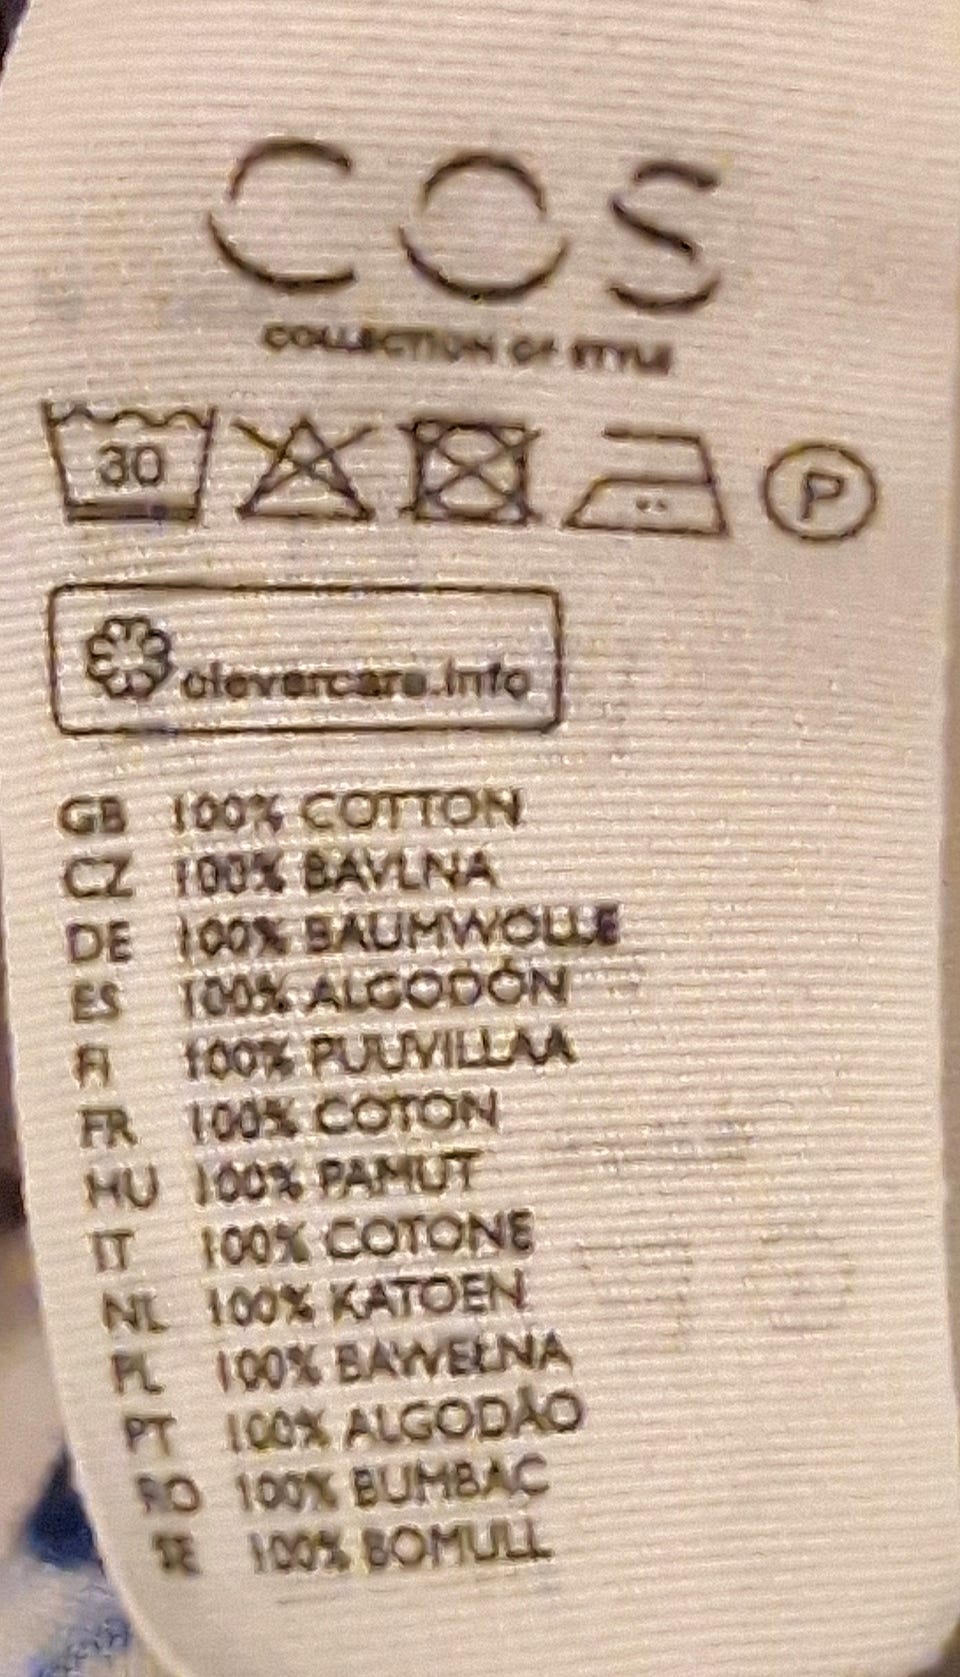 COS
COLLECTION OF STYLE
30 P
clevercare.info
GB 100% COTTON
CZ 100% BAVLNA
DE 100% BAUMWOLLE
ES 100% ALGODÓN
FI 100% PUUVILLAA
FR 100% COTON
HU 100% PAMUT
IT 100% COTONE
NL 100% KATOEN
PL 100% BAWEŁNA
PT 100% ALGODÃO
RO 100% BUMBAC
SE 100% BOMULL